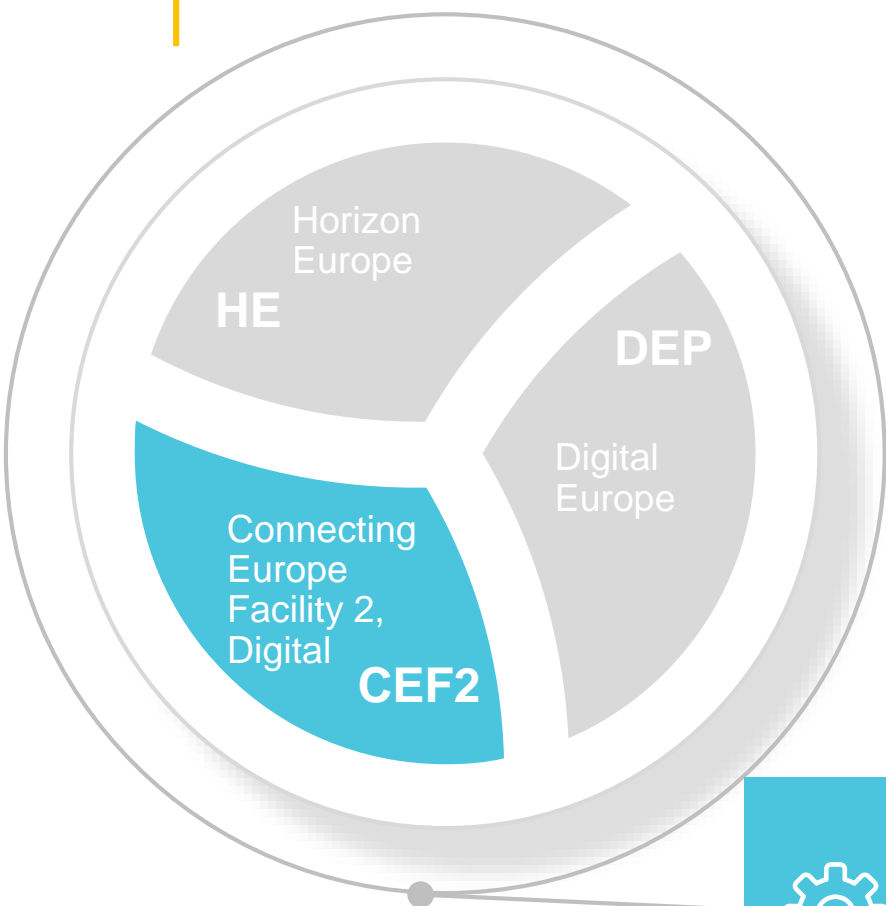 Horizon
Europe
HE
DEP
Digital
Europe
Connecting
Europe
Facility 2,
Digital
CEF2